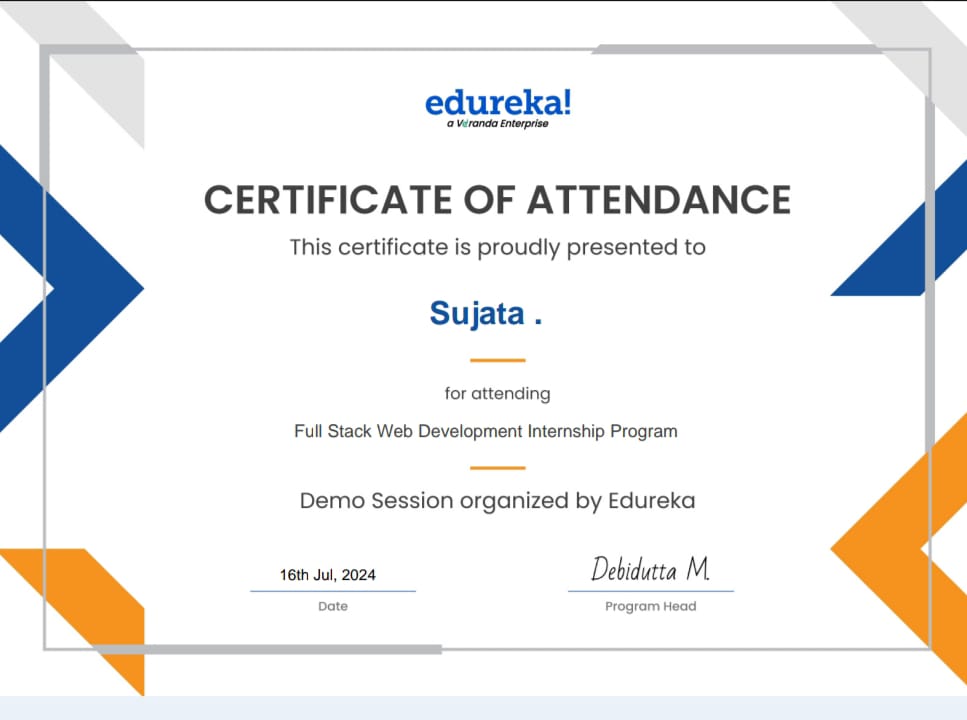 edureka!
a Veranda Enterprise
CERTIFICATE OF ATTENDANCE
This certificate is proudly presented to
Sujata .
for attending
Full Stack Web Development Internship Program
Demo Session organized by Edureka
16th Jul, 2024
Debidutta M.
Date
Program Head